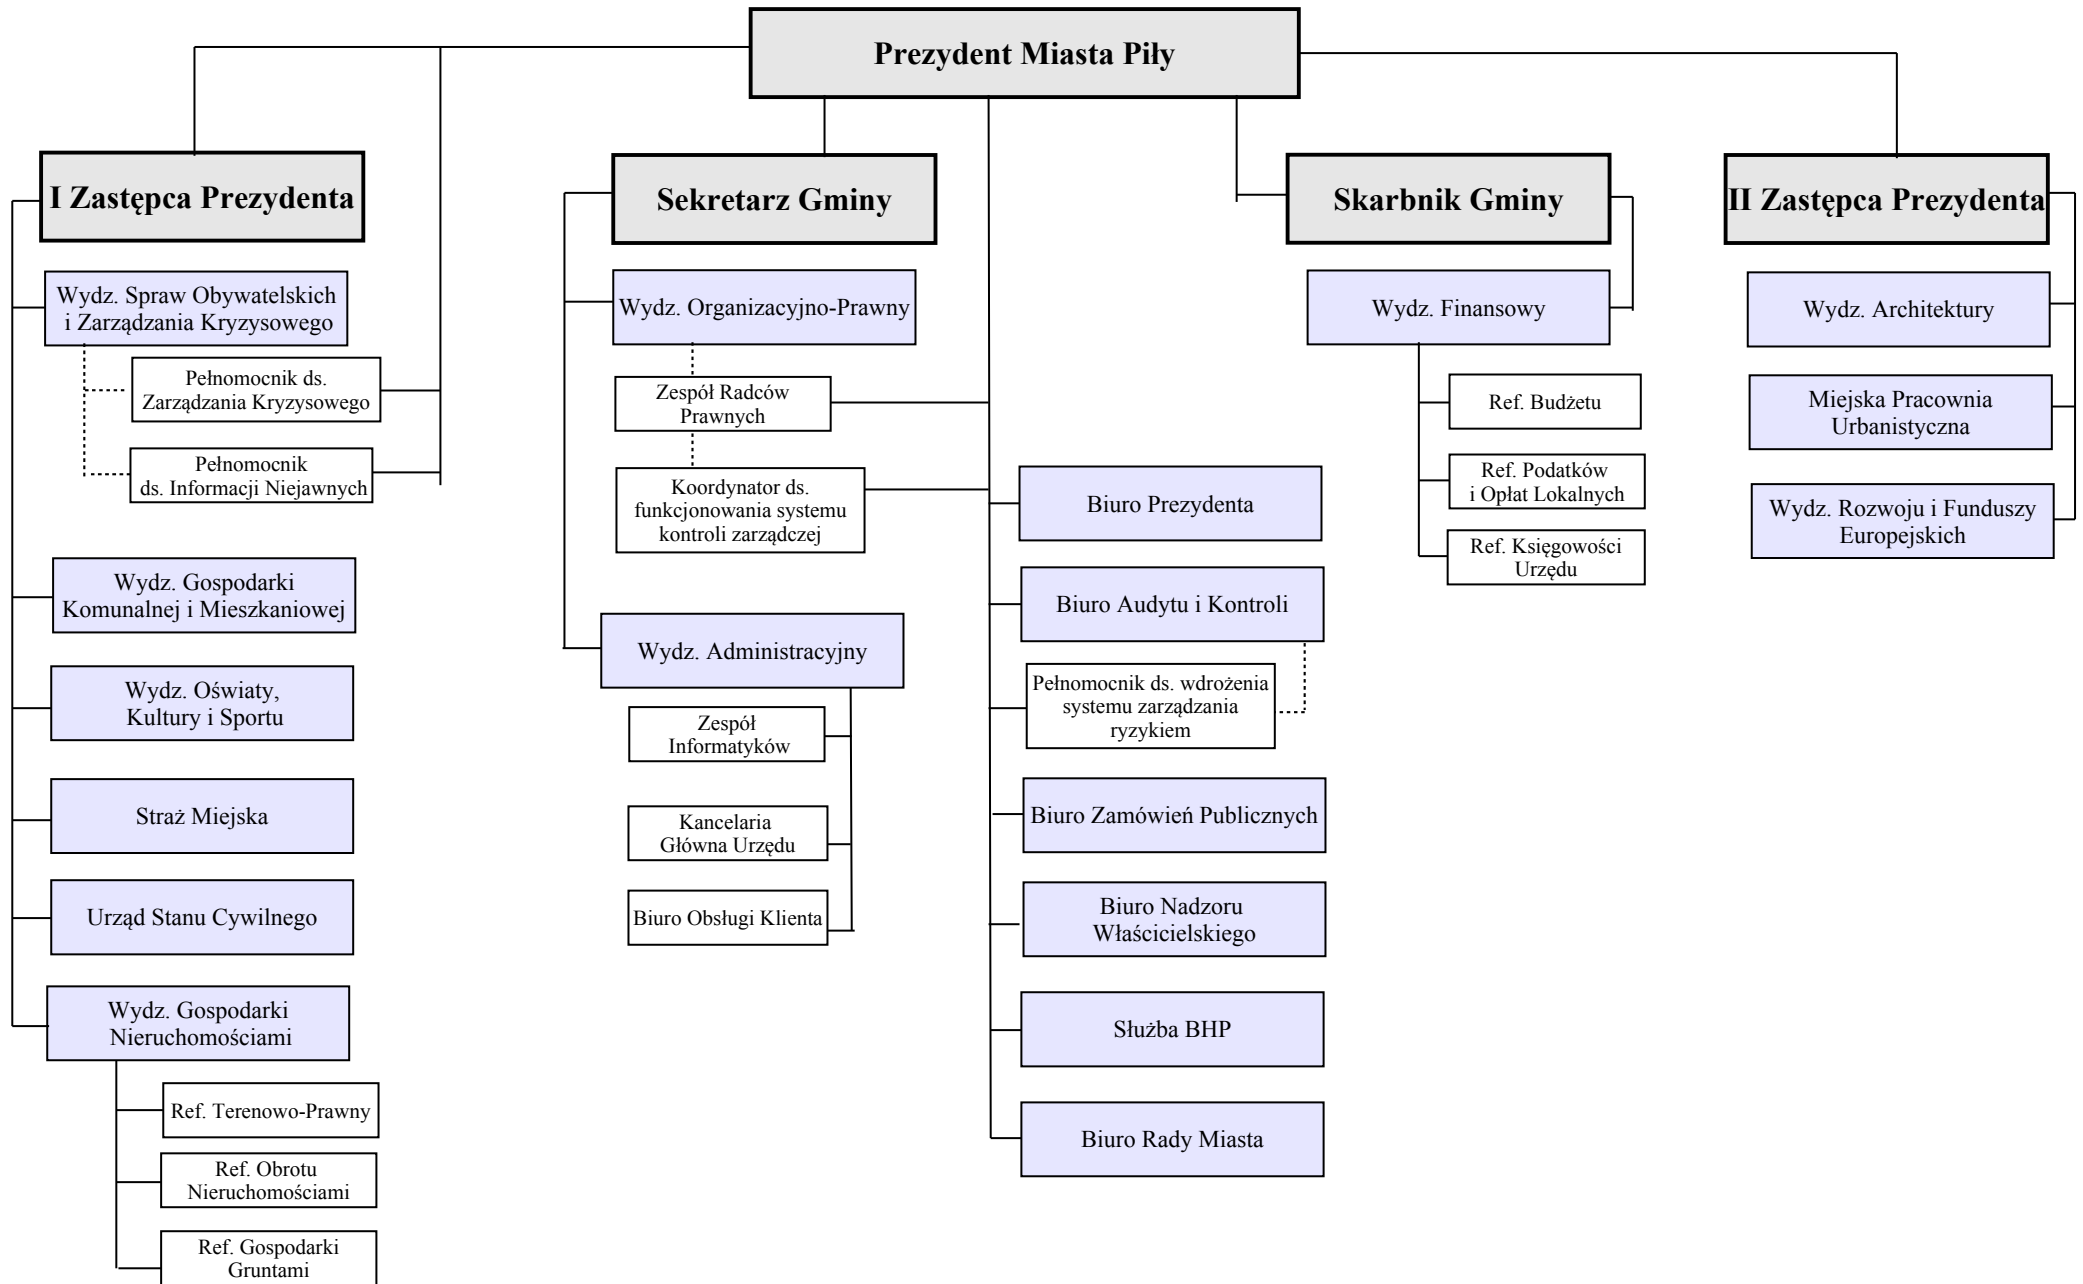 Prezydent Miasta Piły
I Zastępca Prezydenta
Wydz. Spraw Obywatelskich
i Zarządzania Kryzysowego
Pełnomocnik ds.
Zarządzania Kryzysowego
Pełnomocnik
ds. Informacji Niejawnych
Wydz. Gospodarki
Komunalnej i Mieszkaniowej
Wydz. Oświaty,
Kultury i Sportu
Straż Miejska
Urząd Stanu Cywilnego
Wydz. Gospodarki
Nieruchomościami
Ref. Terenowo-Prawny
Ref. Obrotu
Nieruchomościami
Ref. Gospodarki
Gruntami
Sekretarz Gminy
Wydz. Organizacyjno-Prawny
Zespół Radców
Prawnych
Koordynator ds.
funkcjonowania systemu
kontroli zarządczej
Wydz. Administracyjny
Zespół
Informatyków
Kancelaria
Główna Urzędu
Biuro Obsługi Klienta
Biuro Prezydenta
Biuro Audytu i Kontroli
Pełnomocnik ds. wdrożenia
systemu zarządzania
ryzykiem
Biuro Zamówień Publicznych
Biuro Nadzoru
Właścicielskiego
Służba BHP
Biuro Rady Miasta
Skarbnik Gminy
Wydz. Finansowy
Ref. Budżetu
Ref. Podatków
i Opłat Lokalnych
Ref. Księgowości
Urzędu
II Zastępca Prezydenta
Wydz. Architektury
Miejska Pracownia
Urbanistyczna
Wydz. Rozwoju i Funduszy
Europejskich